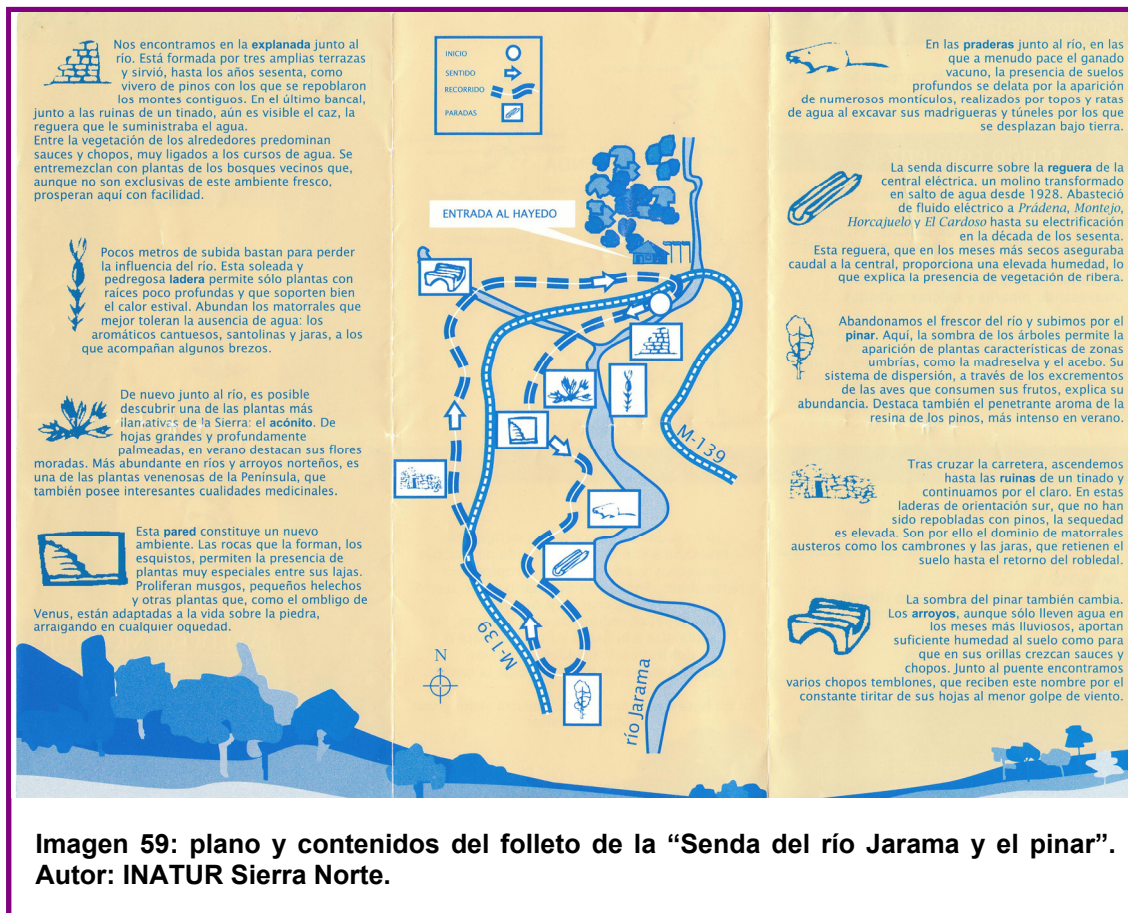 Nos encontramos en la explanada junto al
río. Está formada por tres amplias terrazas
y sirvió, hasta los años sesenta, como
vivero de pinos con los que se repoblaron
los montes contiguos. En el último bancal,
junto a las ruinas de un tinado, aún es visible el caz, la
reguera que le suministraba el agua.
Entre la vegetación de los alrededores predominan
sauces y chopos, muy ligados a los cursos de agua. Se
entremezclan con plantas de los bosques vecinos que,
aunque no son exclusivas de este ambiente fresco,
prosperan aquí con facilidad.
Pocos metros de subida bastan para perder
la influencia del río. Esta soleada y
pedregosa ladera permite sólo plantas con
raíces poco profundas y que soporten bien
el calor estival. Abundan los matorrales que
mejor toleran la ausencia de agua: los
aromáticos cantuesos, santolinas y jaras, a los
que acompañan algunos brezos.
De nuevo junto al río, es posible
descubrir una de las plantas más
llamativas de la Sierra: el acónito. De
hojas grandes y profundamente
palmeadas, en verano destacan sus flores
moradas. Más abundante en ríos y arroyos norteños, es
una de las plantas venenosas de la Península, que
también posee interesantes cualidades medicinales.
Esta pared constituye un nuevo
ambiente. Las rocas que la forman, los
esquistos, permiten la presencia de
plantas muy especiales entre sus lajas.
Proliferan musgos, pequeños helechos
y otras plantas que, como el ombligo de
Venus, están adaptadas a la vida sobre la piedra,
arraigando en cualquier oquedad.
INICIO
SENTIDO
RECORRIDO
PARADAS
ENTRADA AL HAYEDO
M-139
M-139
N
río Jarama
En las praderas junto al río, en las
que a menudo pace el ganado
vacuno, la presencia de suelos
profundos se delata por la aparición
de numerosos montículos, realizados por topos y ratas
de agua al excavar sus madrigueras y túneles por los que
se desplazan bajo tierra.
La senda discurre sobre la reguera de la
central eléctrica, un molino transformado
en salto de agua desde 1928. Abasteció
de fluido eléctrico a Prádena, Montejo,
Horcajuelo y El Cardoso hasta su electrificación
en la década de los sesenta.
Esta reguera, que en los meses más secos aseguraba
caudal a la central, proporciona una elevada humedad, lo
que explica la presencia de vegetación de ribera.
Abandonamos el frescor del río y subimos por el
pinar. Aquí, la sombra de los árboles permite la
aparición de plantas características de zonas
umbrías, como la madreselva y el acebo. Su
sistema de dispersión, a través de los excrementos
de las aves que consumen sus frutos, explica su
abundancia. Destaca también el penetrante aroma de la
resina de los pinos, más intenso en verano.
Tras cruzar la carretera, ascendemos
hasta las ruinas de un tinado y
continuamos por el claro. En estas
laderas de orientación sur, que no han
sido repobladas con pinos, la sequedad
es elevada. Son por ello el dominio de matorrales
austeros como los cambrones y las jaras, que retienen el
suelo hasta el retorno del robledal.
La sombra del pinar también cambia.
Los arroyos, aunque sólo lleven agua en
los meses más lluviosos, aportan
suficiente humedad al suelo como para
que en sus orillas crezcan sauces y
chopos. Junto al puente encontramos
varios chopos temblones, que reciben este nombre por el
constante tiritar de sus hojas al menor golpe de viento.
Imagen 59: plano y contenidos del folleto de la “Senda del río Jarama y el pinar”.
Autor: INATUR Sierra Norte.